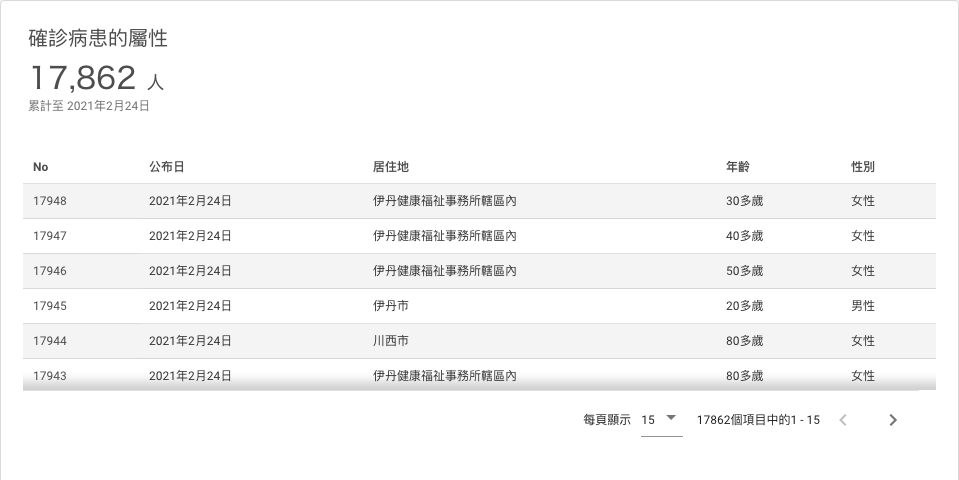 確診病患的屬性
17,862 人
累計至 2021年2月24日
No 公布日 居住地 年齡 性別
17948 2021年2月24日 伊丹健康福祉事務所轄區內 30多歲 女性
17947 2021年2月24日 伊丹健康福祉事務所轄區內 40多歲 女性
17946 2021年2月24日 伊丹健康福祉事務所轄區內 50多歲 女性
17945 2021年2月24日 伊丹市 20多歲 男性
17944 2021年2月24日 川西市 80多歲 女性
17943 2021年2月24日 伊丹健康福祉事務所轄區內 80多歲 女性
每頁顯示 15 17862個項目中的1 - 15